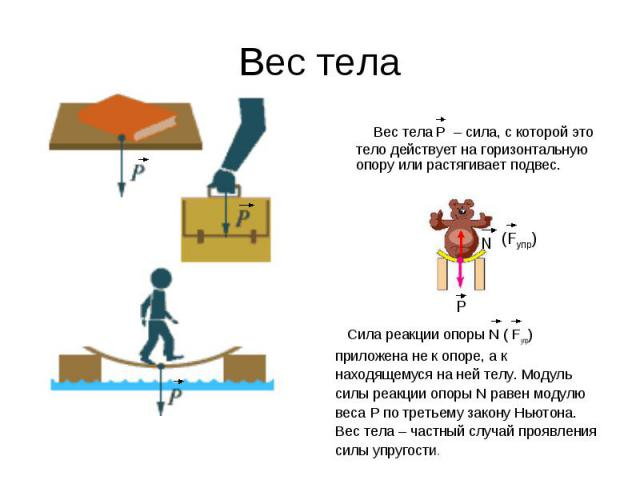 Вес тела
Вес тела P – сила, с которой это
тело действует на горизонтальную
опору или растягивает подвес.
P
P
N (Fупр)
P
P
Сила реакции опоры N ( Fупр)
приложена не к опоре, а к
находящемуся на ней телу. Модуль
силы реакции опоры N равен модулю
веса P по третьему закону Ньютона.
Вес тела – частный случай проявления
силы упругости.